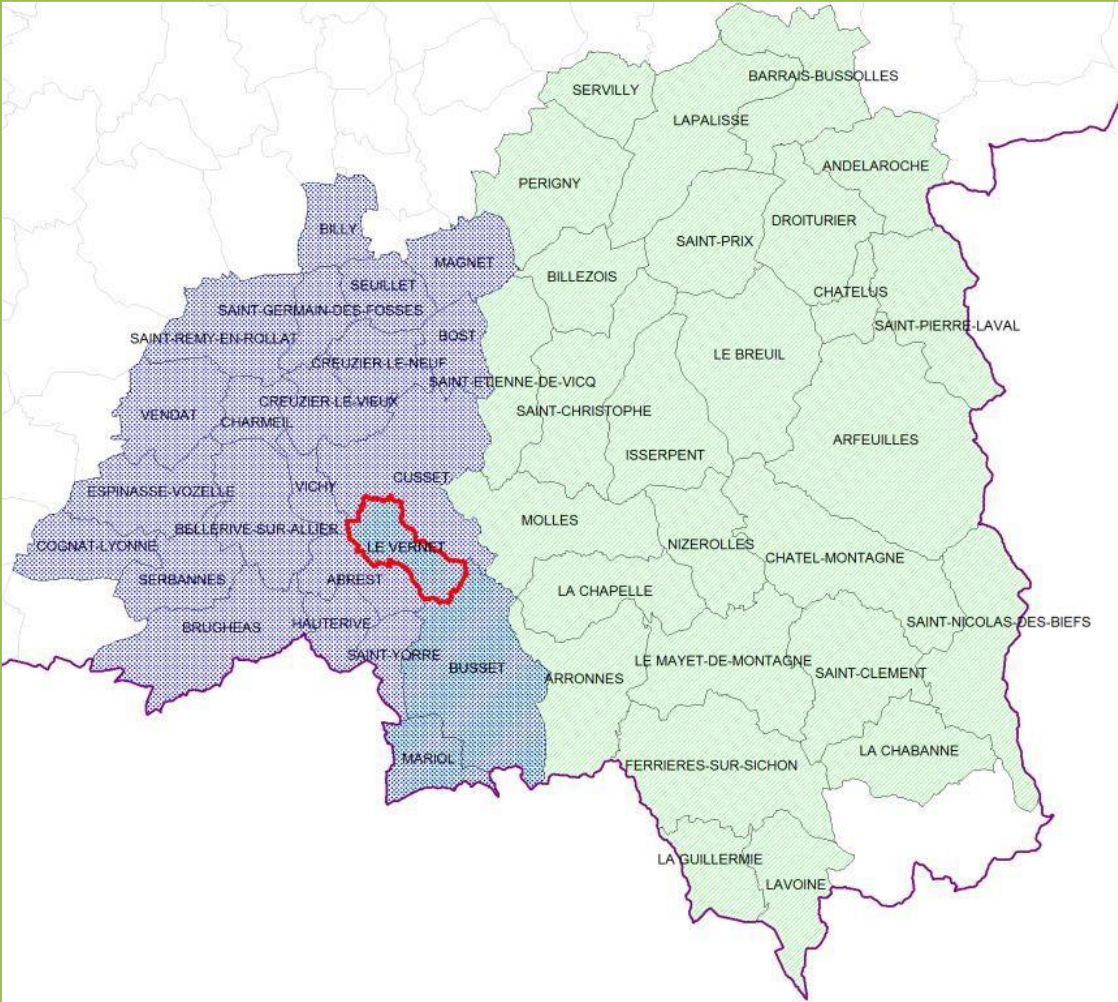 BARRAIS-BUSSOLLES
SERVILLY
LAPALISSE
ANDELAROCHE
PERIGNY
DROITURIER
BILLY
SAINT-PRIX
MAGNET
BILLEZOIS
SEUILLET
CHATELUS
SAINT-GERMAIN-DES-FOSSES
SAINT-PIERRE-LAVAL
SAINT-REMY-EN-ROLLAT
BOST
LE BREUIL
CREUZIER-LE-NEUF
SAINT-ETIENNE-DE-VICQ
CREUZIER-LE-VIEUX
SAINT-CHRISTOPHE
VENDAT
CHARMEIL
ARFEUILLES
ISSERPENT
CUSSET
VICHY
ESPINASSE-VOZELLE
MOLLES
BELLERIVE-SUR-ALLIER
COGNAT-LYONNE
LE VERNET
NIZEROLLES
CHATEL-MONTAGNE
SERBANNES
ABREST
LA CHAPELLE
HAUTERIVE
SAINT-NICOLAS-DES-BIEFS
BRUGHEAS
SAINT-YORRE
LE MAYET-DE-MONTAGNE
BUSSET
SAINT-CLEMENT
ARRONNES
LA CHABANNE
MARIOL
FERRIERES-SUR-SICHON
LA GUILLERMIE
LAVOINE